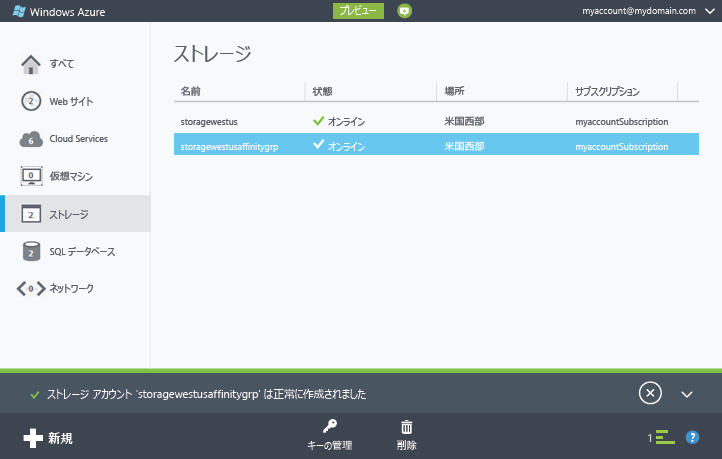 Windows Azure
プレビュー
myaccount@mydomain.com
すべて
2
Web サイト
6
Cloud Services
0
仮想マシン
2
ストレージ
2
SQL データベース
0
ネットワーク
ストレージ
名前 状態 場所 サブスクリプション
storagewestus オンライン 米国西部 myaccountSubscription
storagewestusaffinitygrp オンライン 米国西部 myaccountSubscription
ストレージ アカウント 'storagewestusaffinitygrp' は正常に作成されました
新規
キーの管理
削除
1
?